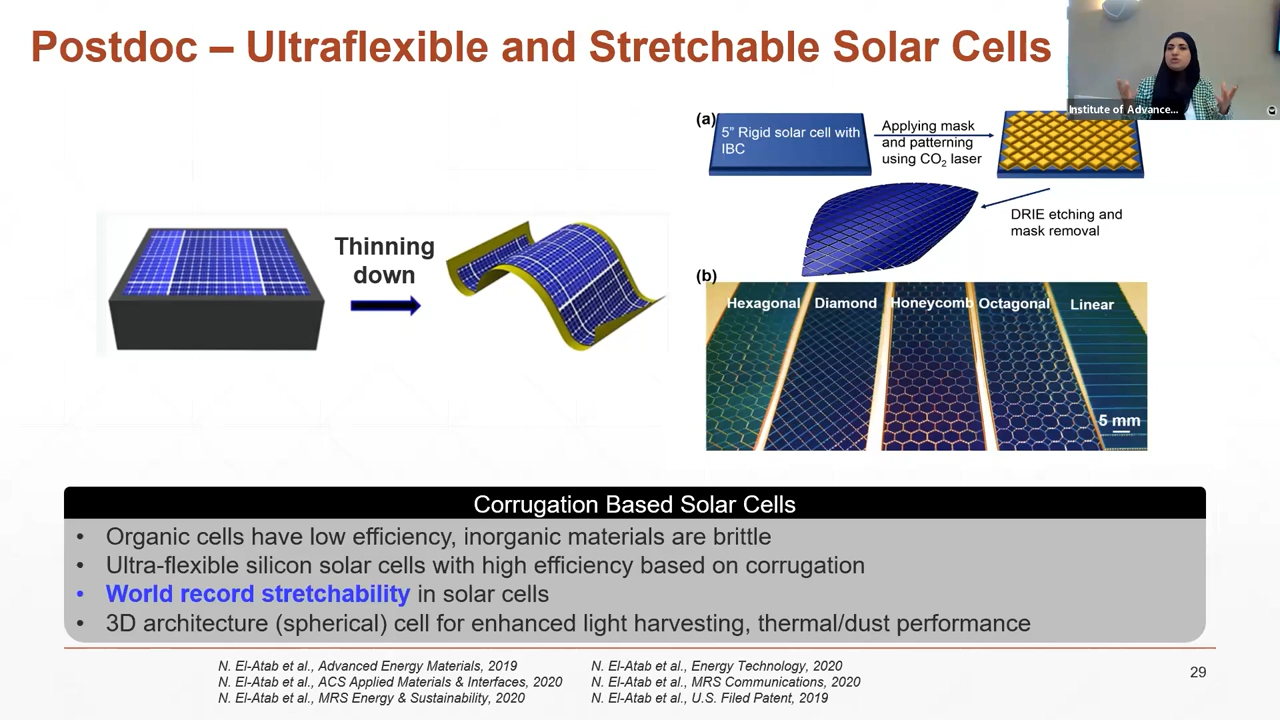 Postdoc – Ultraflexible and Stretchable Solar Cells
Institute of Advance...
(a)
5” Rigid solar cell with
IBC
Applying mask
and patterning
using CO2 laser
DRIE etching and
mask removal
Thinning
down
(b)
Hexagonal
Diamond
Honeycomb
Octagonal
Linear
5 mm
Corrugation Based Solar Cells
• Organic cells have low efficiency, inorganic materials are brittle
• Ultra-flexible silicon solar cells with high efficiency based on corrugation
• World record stretchability in solar cells
• 3D architecture (spherical) cell for enhanced light harvesting, thermal/dust performance
N. El-Atab et al., Advanced Energy Materials, 2019
N. El-Atab et al., ACS Applied Materials & Interfaces, 2020
N. El-Atab et al., MRS Energy & Sustainability, 2020
N. El-Atab et al., Energy Technology, 2020
N. El-Atab et al., MRS Communications, 2020
N. El-Atab et al., U.S. Filed Patent, 2019
29